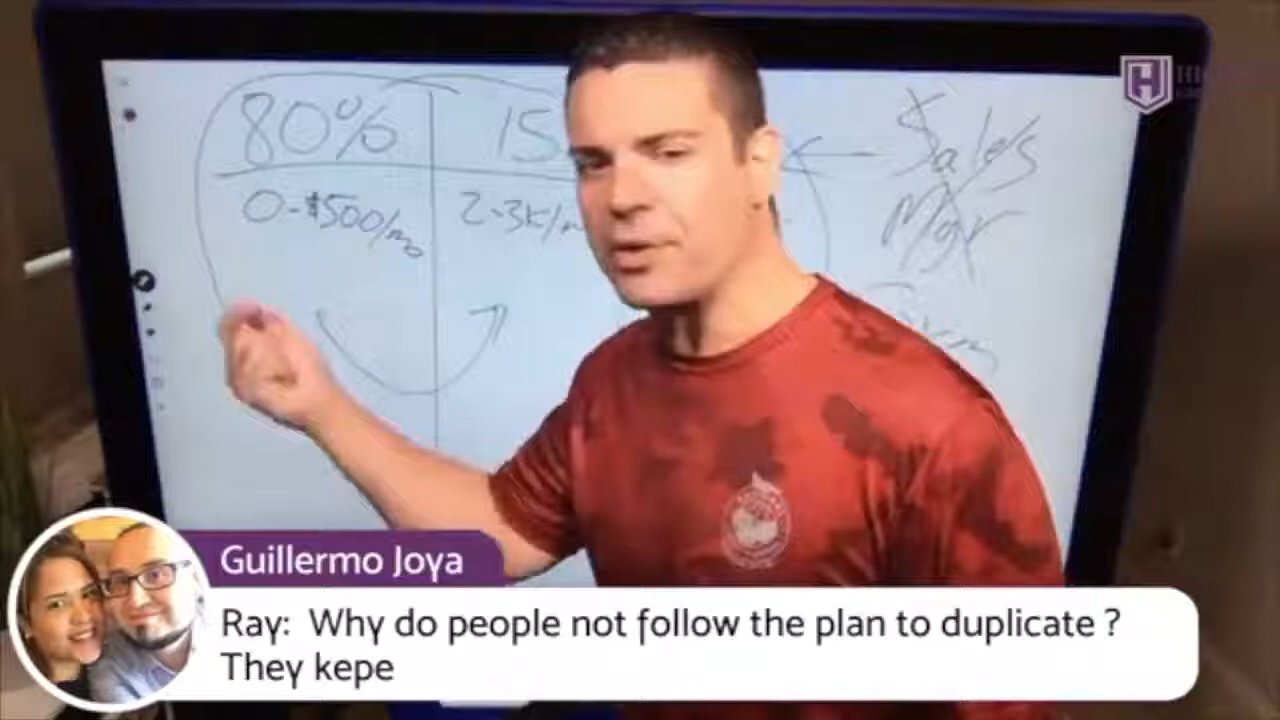 80%
15
Sales
Mgr
0-$500/mo
2-3K/m
Guillermo Joya
Ray:  Why do people not follow the plan to duplicate ?
They kepe